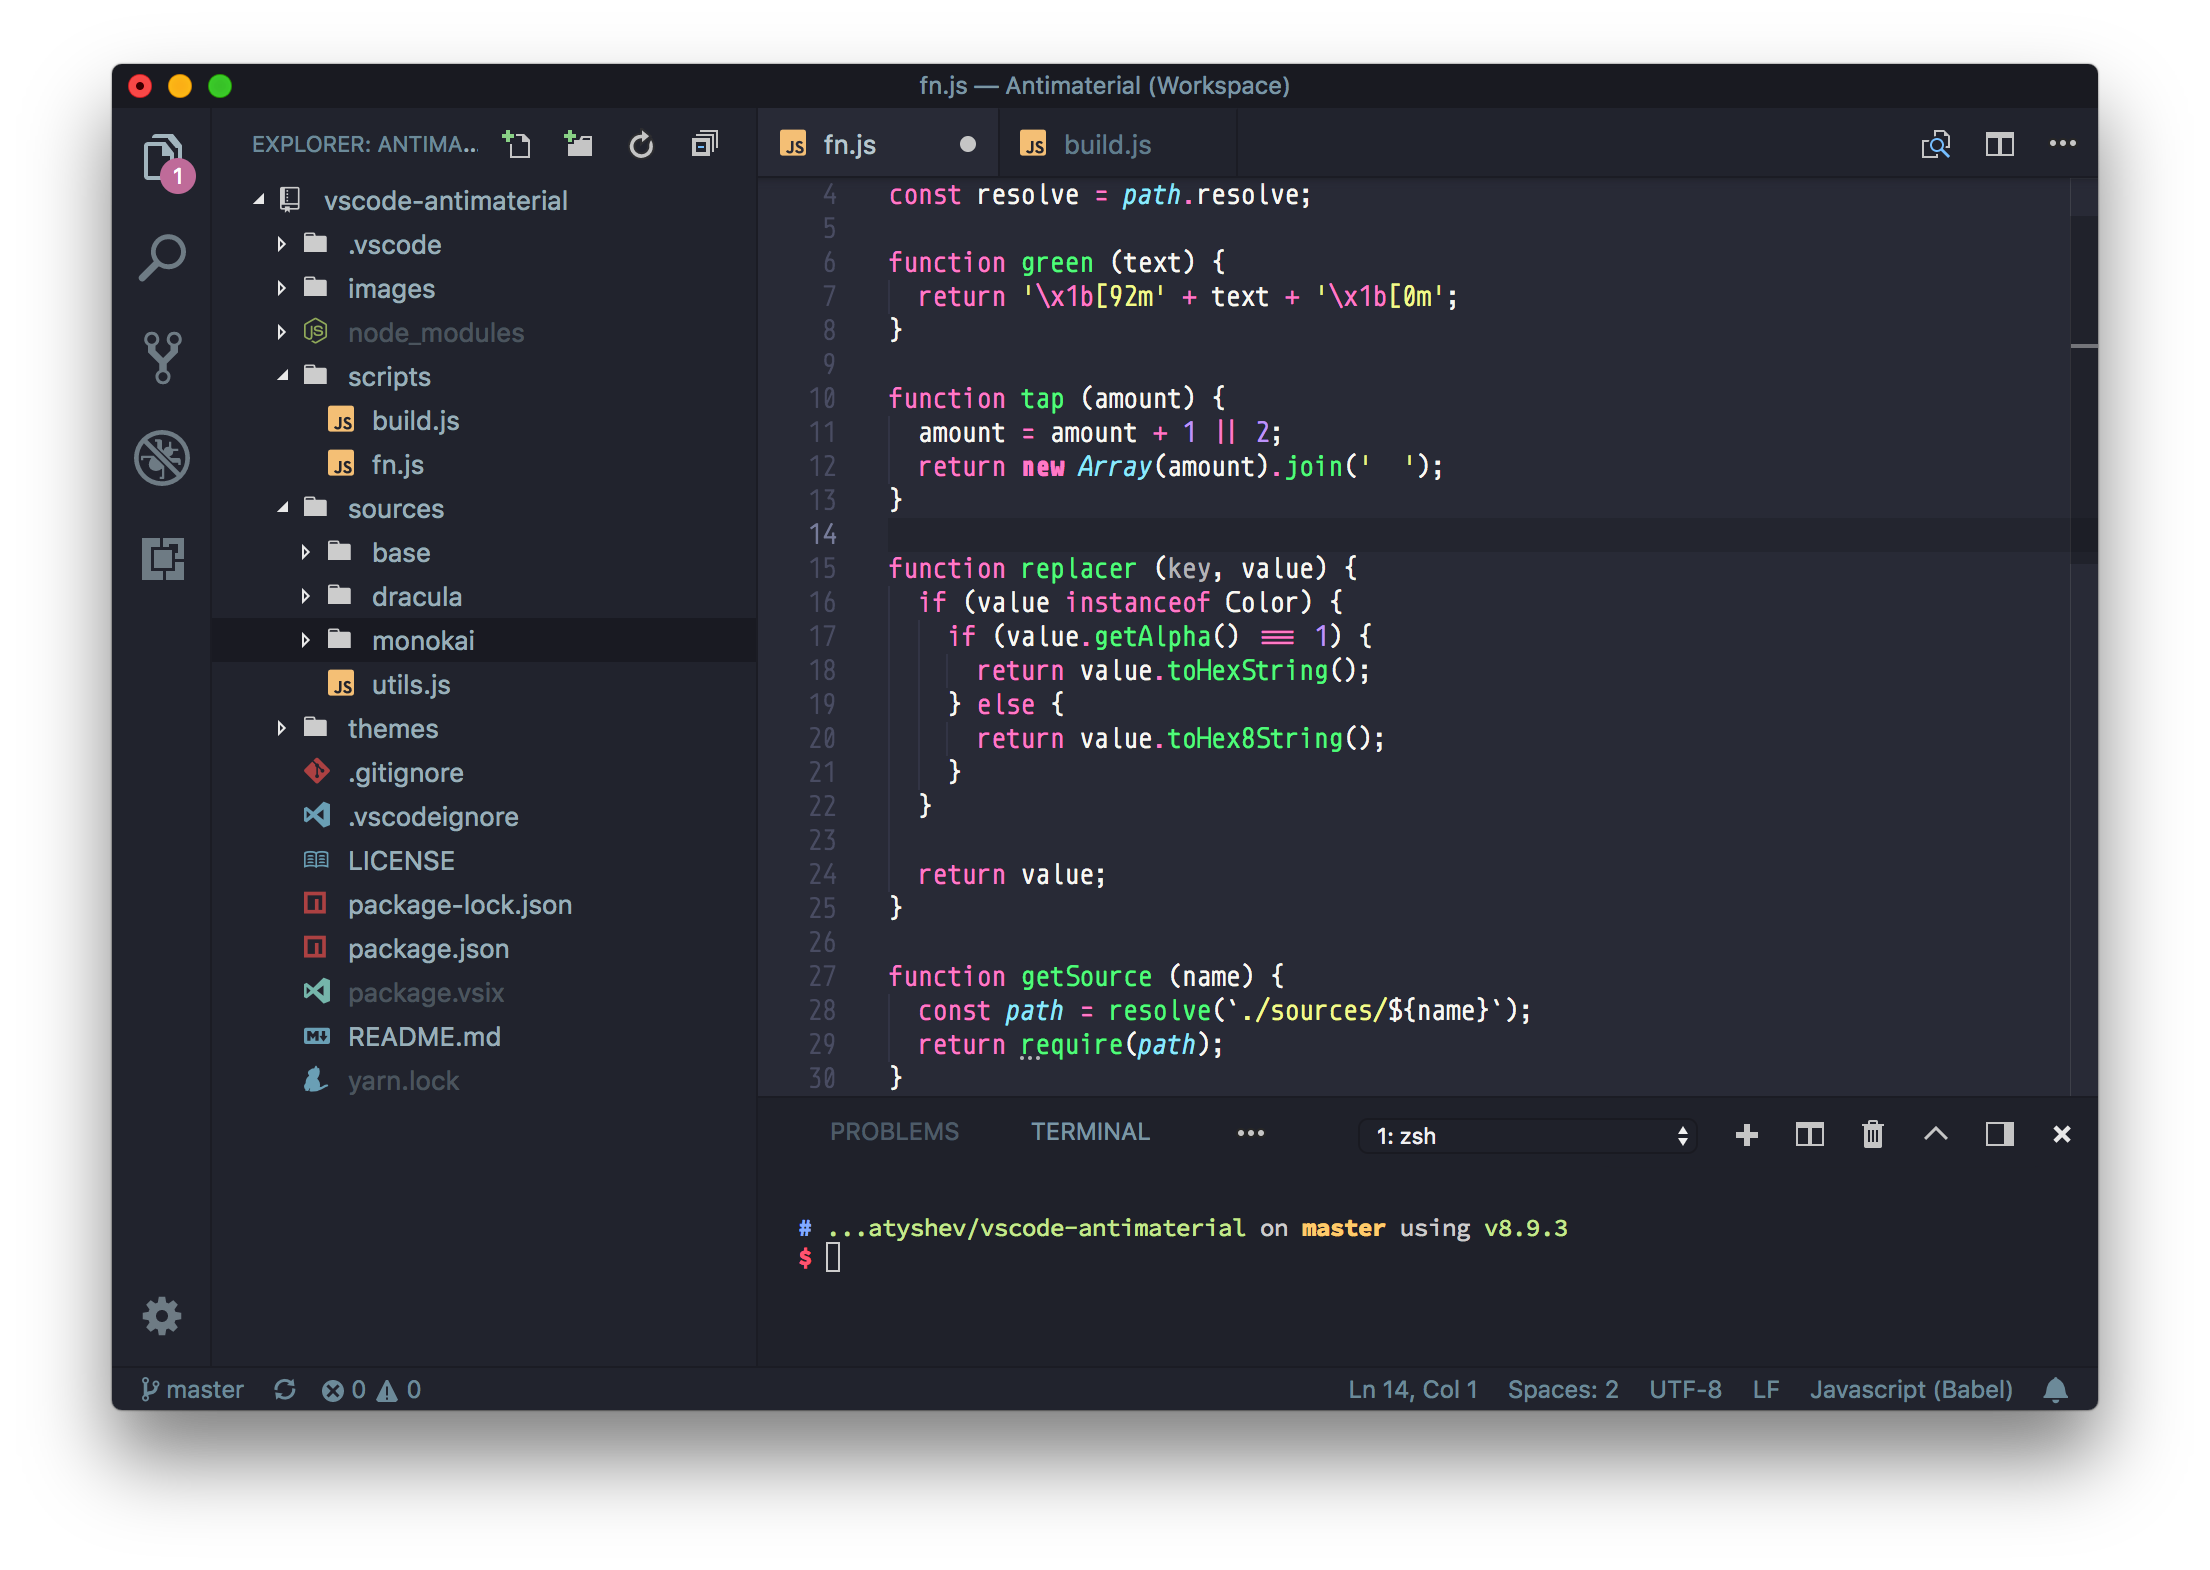 fn.js — Antimaterial (Workspace)
EXPLORER: ANTIMA...
1
vscode-antimaterial
.vscode
images
node_modules
scripts
JS build.js
JS fn.js
sources
base
dracula
monokai
JS utils.js
themes
.gitignore
.vscodeignore
LICENSE
package-lock.json
package.json
package.vsix
README.md
yarn.lock
JS fn.js
JS build.js
4 const resolve = path.resolve;
5
6 function green (text) {
7   return '\x1b[92m' + text + '\x1b[0m';
8 }
9
10 function tap (amount) {
11   amount = amount + 1 || 2;
12   return new Array(amount).join('  ');
13 }
14
15 function replacer (key, value) {
16   if (value instanceof Color) {
17     if (value.getAlpha() === 1) {
18       return value.toHexString();
19     } else {
20       return value.toHex8String();
21     }
22   }
23
24   return value;
25 }
26
27 function getSource (name) {
28   const path = resolve(`./sources/${name}`);
29   return require(path);
30 }
PROBLEMS TERMINAL ••• 1: zsh
# ...atyshev/vscode-antimaterial on master using v8.9.3
$
master 0 0 Ln 14, Col 1 Spaces: 2 UTF-8 LF Javascript (Babel)